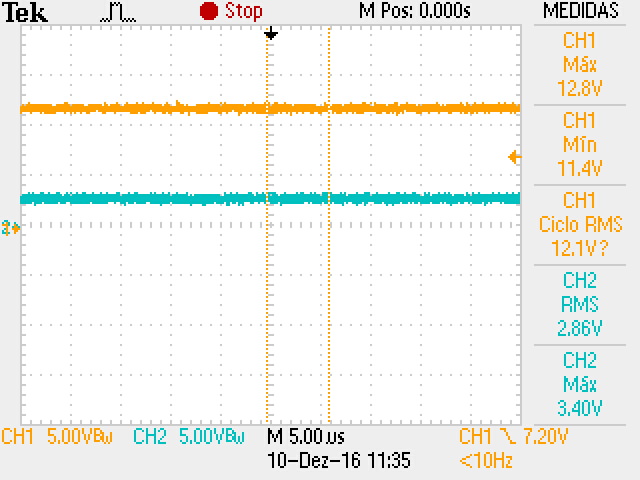 Tek Stop M Pos: 0.000s MEDIDAS
CH1
Máx
12.8V
CH1
Mín
11.4V
CH1
Ciclo RMS
12.1V?
CH2
RMS
2.86V
CH2
Máx
3.40V
CH1 5.00VBw CH2 5.00VBw M 5.00µs CH1 7.20V
10-Dez-16 11:35 <10Hz